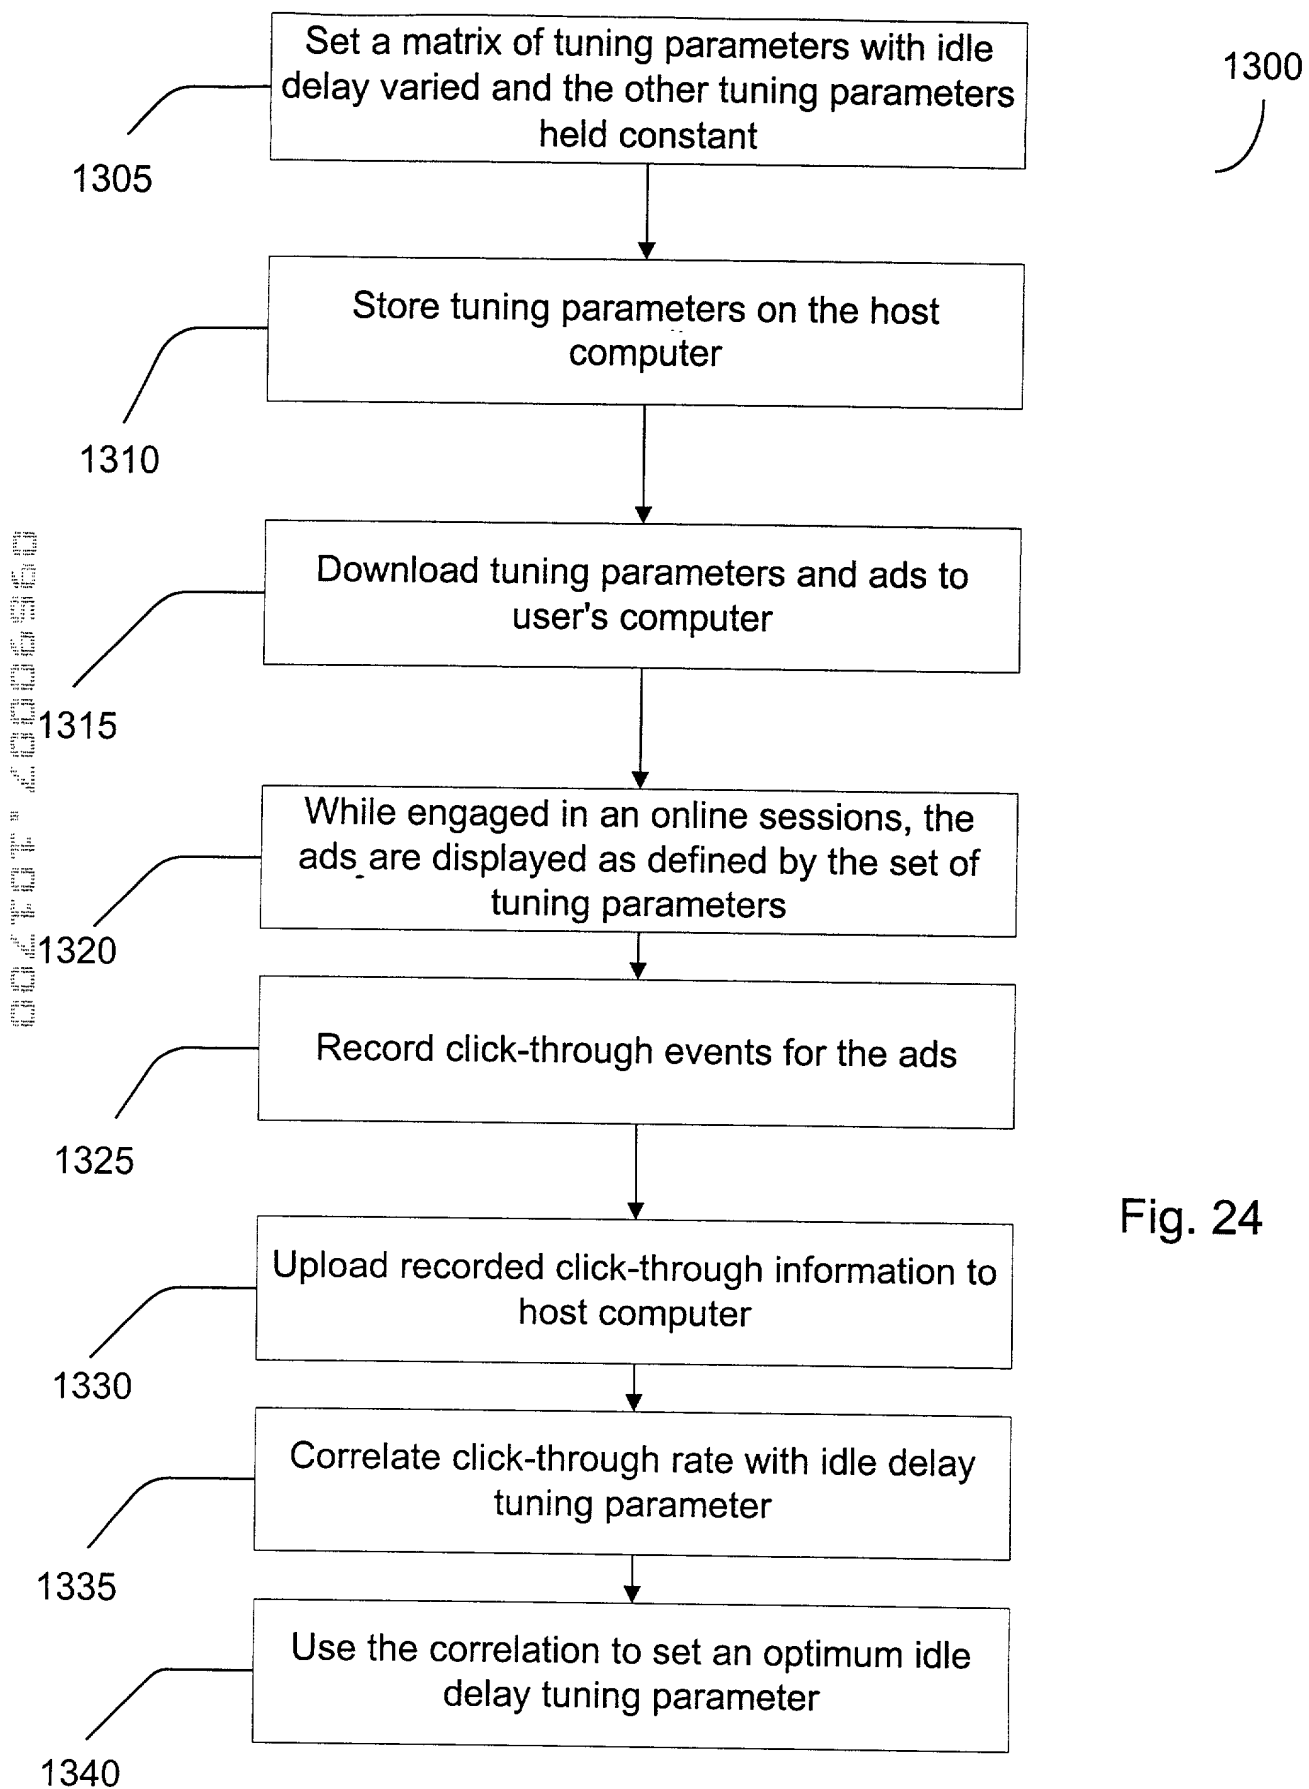 Set a matrix of tuning parameters with idle
delay varied and the other tuning parameters
held constant
1300
1305
Store tuning parameters on the host
computer
1310
Download tuning parameters and ads to
user's computer
1315
While engaged in an online sessions, the
ads are displayed as defined by the set of
tuning parameters
1320
Record click-through events for the ads
1325
Fig. 24
Upload recorded click-through information to
host computer
1330
Correlate click-through rate with idle delay
tuning parameter
1335
Use the correlation to set an optimum idle
delay tuning parameter
1340